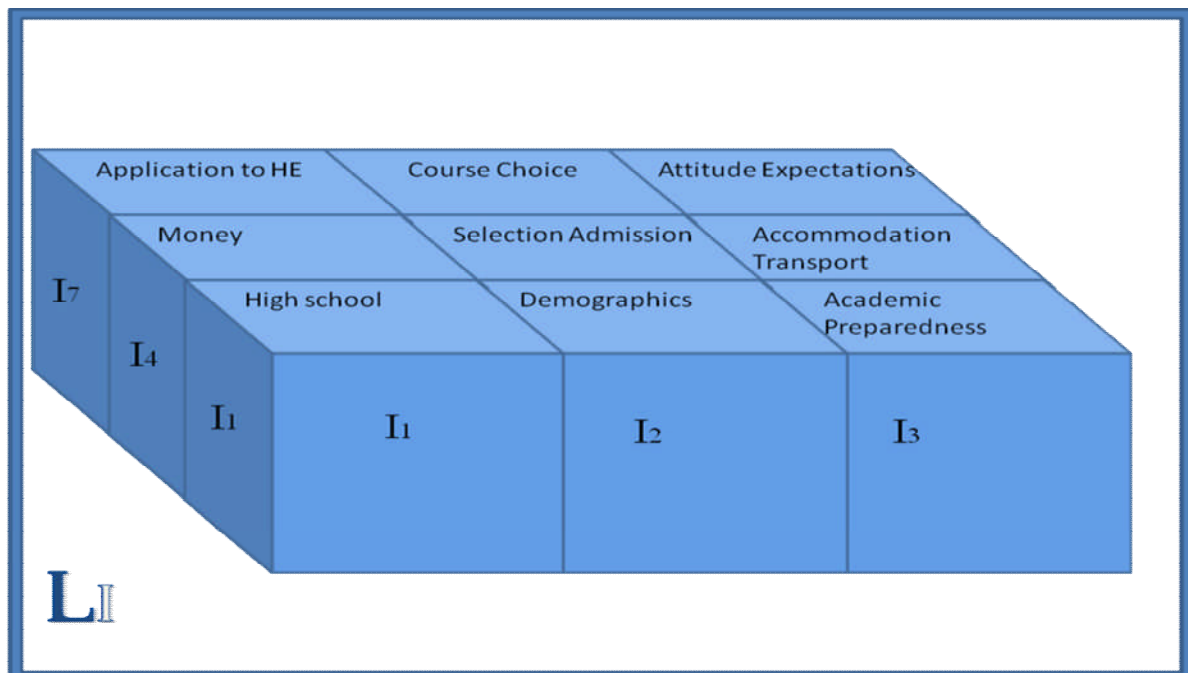 Application to HE
Course Choice
Attitude Expectations
Money
Selection Admission
Accommodation
Transport
High school
Demographics
Academic
Preparedness
I7
I4
I1
I1
I2
I3
LI